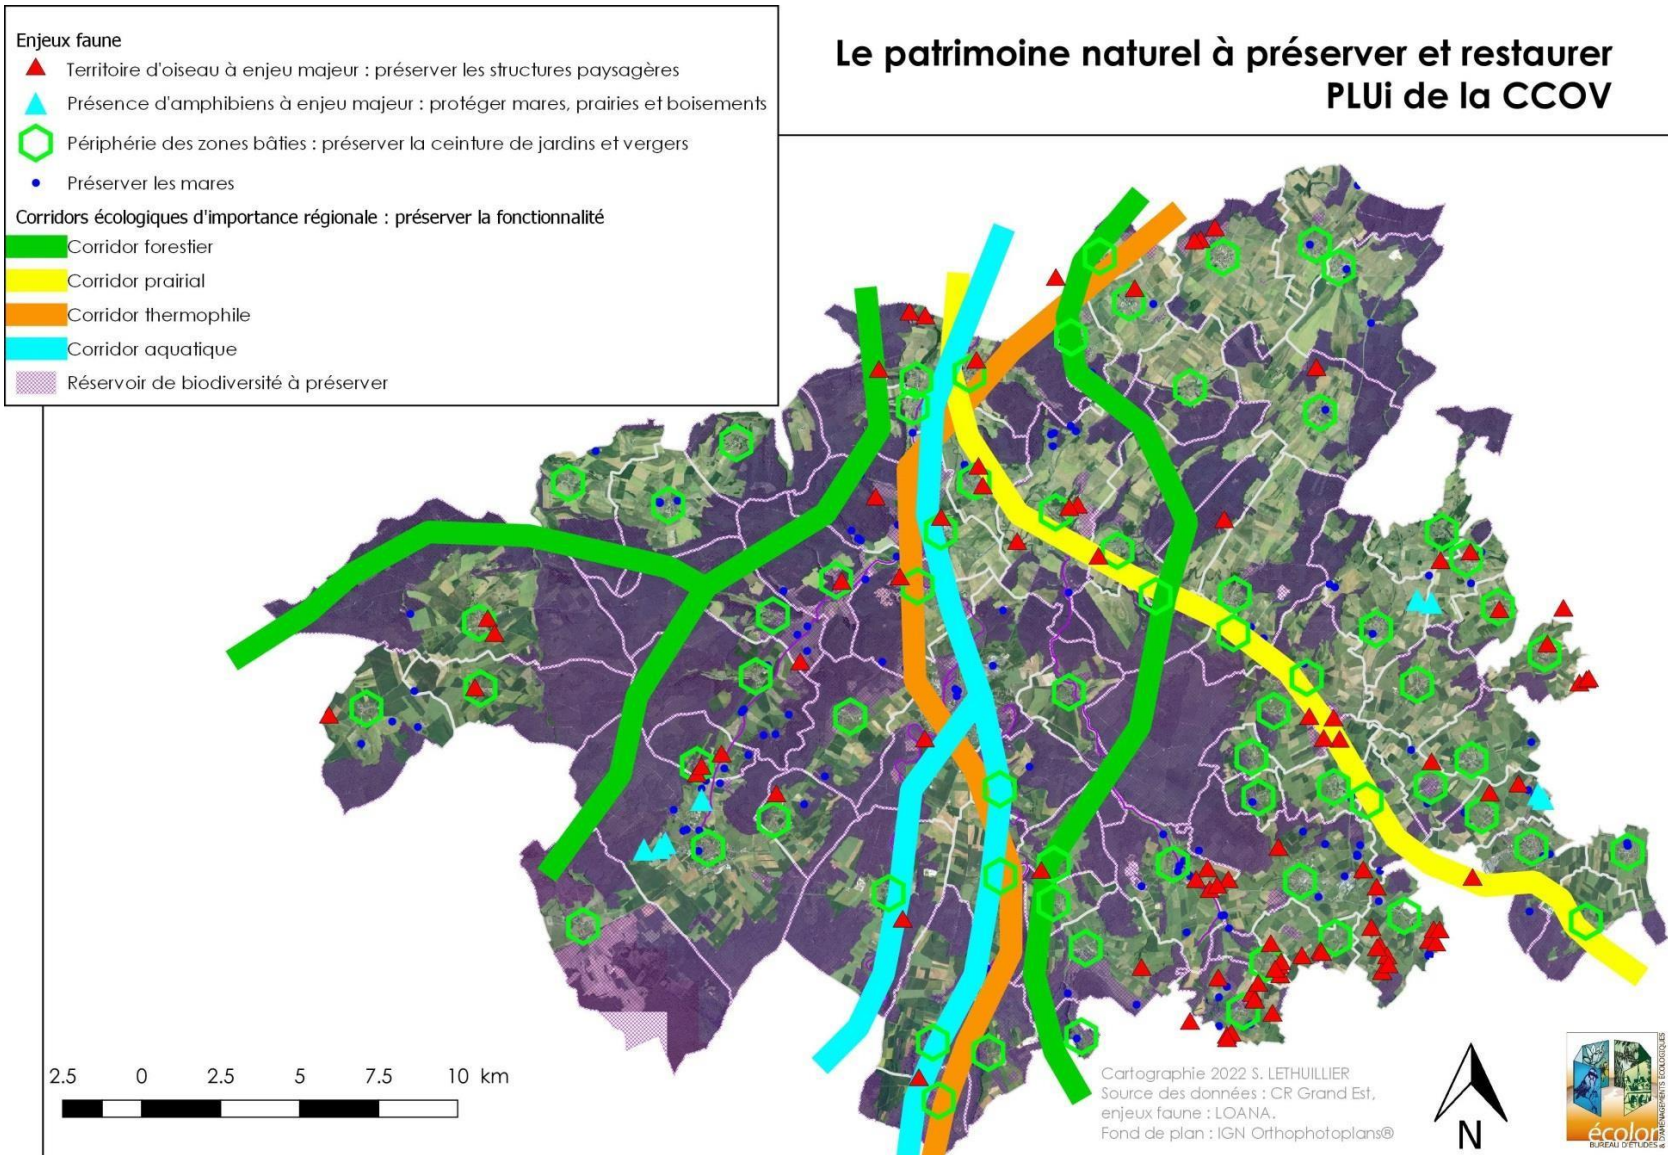 Enjeux faune
Territoire d'oiseau à enjeu majeur : préserver les structures paysagères
Présence d'amphibiens à enjeu majeur : protéger mares, prairies et boisements
Périphérie des zones bâties : préserver la ceinture de jardins et vergers
Préserver les mares
Corridors écologiques d'importance régionale : préserver la fonctionnalité
Corridor forestier
Corridor prairial
Corridor thermophile
Corridor aquatique
Réservoir de biodiversité à préserver
Le patrimoine naturel à préserver et restaurer
PLUi de la CCOV
2.5 0 2.5 5 7.5 10 km
Cartographie 2022 S. LETHUILLIER
Source des données : CR Grand Est,
enjeux faune : LOANA.
Fond de plan : IGN Orthophotoplans®
N
écolor
BUREAU D'ÉTUDES
& D'AMÉNAGEMENTS ÉCOLOGIQUES